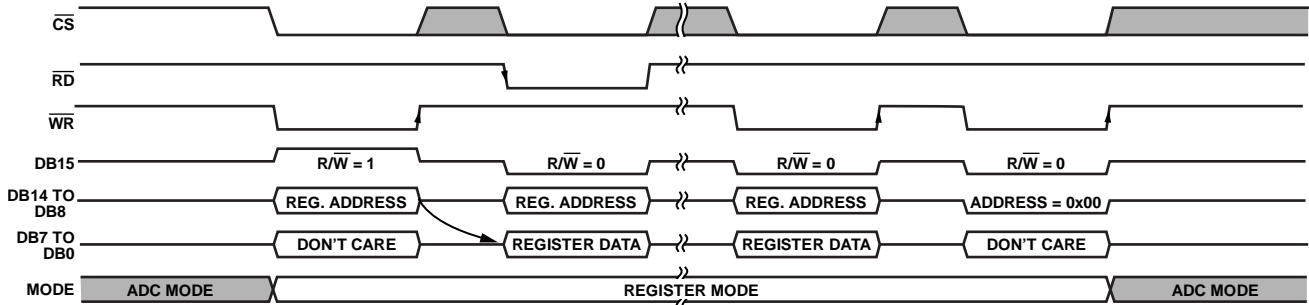 CS
RD
WR
DB15 R/W = 1 R/W = 0 R/W = 0 R/W = 0
DB14 TO DB8 REG. ADDRESS REG. ADDRESS REG. ADDRESS ADDRESS = 0x00
DB7 TO DB0 DON'T CARE REGISTER DATA REGISTER DATA DON'T CARE
MODE ADC MODE REGISTER MODE ADC MODE